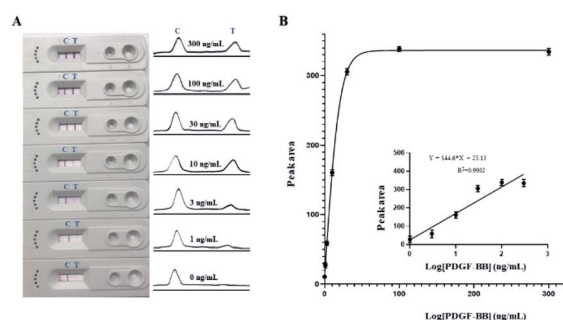 A
B
C T
C T
300 ng/mL
C T
100 ng/mL
C T
30 ng/mL
C T
10 ng/mL
C T
3 ng/mL
C T
1 ng/mL
C T
0 ng/mL
Peak area
300
200
100
0
0
100
200
300
Log[PDGF-BB] (ng/mL)
Y = 144.6*X + 25.13
R²=0.9902
Peak area
500
400
300
200
100
0
0
1
2
3
Log[PDGF-BB] (ng/mL)